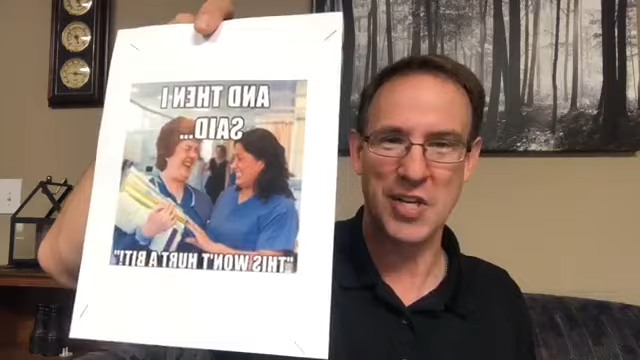 AND THEN I
SAID...
"THIS WON'T HURT A BIT!"